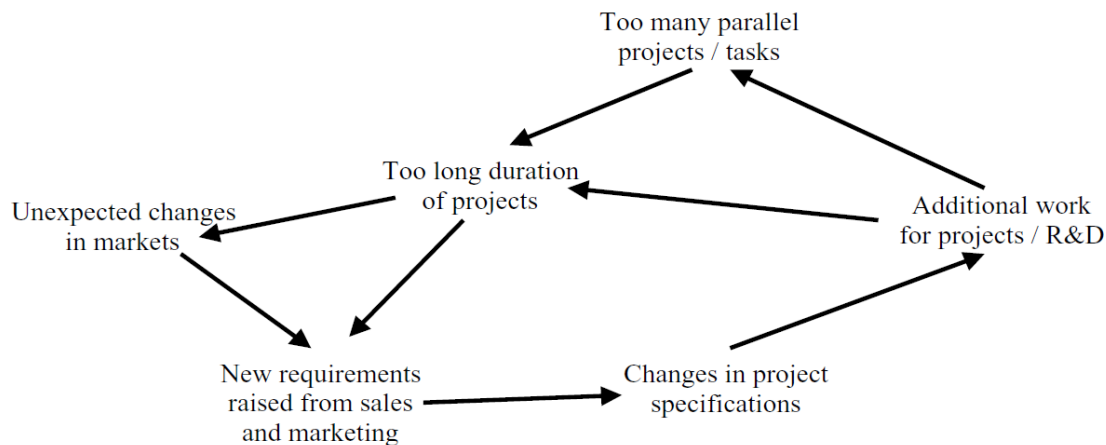 Too many parallel
projects / tasks
Too long duration
of projects
Unexpected changes
in markets
Additional work
for projects / R&D
New requirements
raised from sales
and marketing
Changes in project
specifications